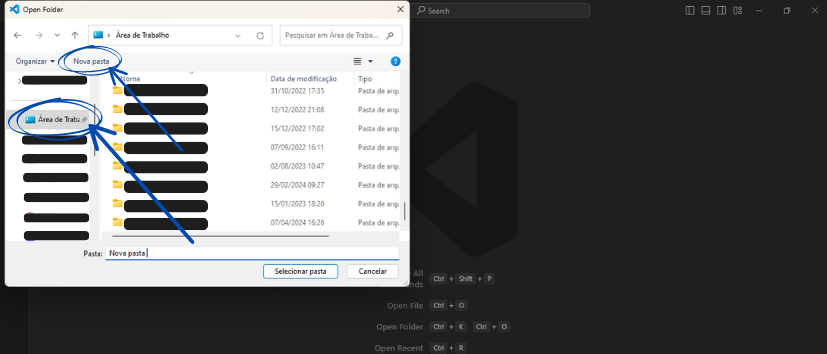 Open Folder
Search
Área de Trabalho
Pesquisar em Área de Traba...
Organizar
Nova pasta
Nome
Data de modificação
Tipo
31/10/2022 17:35
Pasta de arqu
12/12/2022 21:08
Pasta de arqu
Área de Traba
15/12/2022 17:02
Pasta de arqu
07/09/2022 16:11
Pasta de arqu
02/08/2023 10:47
Pasta de arqu
29/02/2024 09:27
Pasta de arqu
15/01/2023 18:20
Pasta de arqu
07/04/2024 16:26
Pasta de arqu
Pasta: Nova pasta
Selecionar pasta
Cancelar
All
nds Ctrl + Shift + P
Open File Ctrl + O
Open Folder Ctrl + K Ctrl + O
Open Recent Ctrl + R